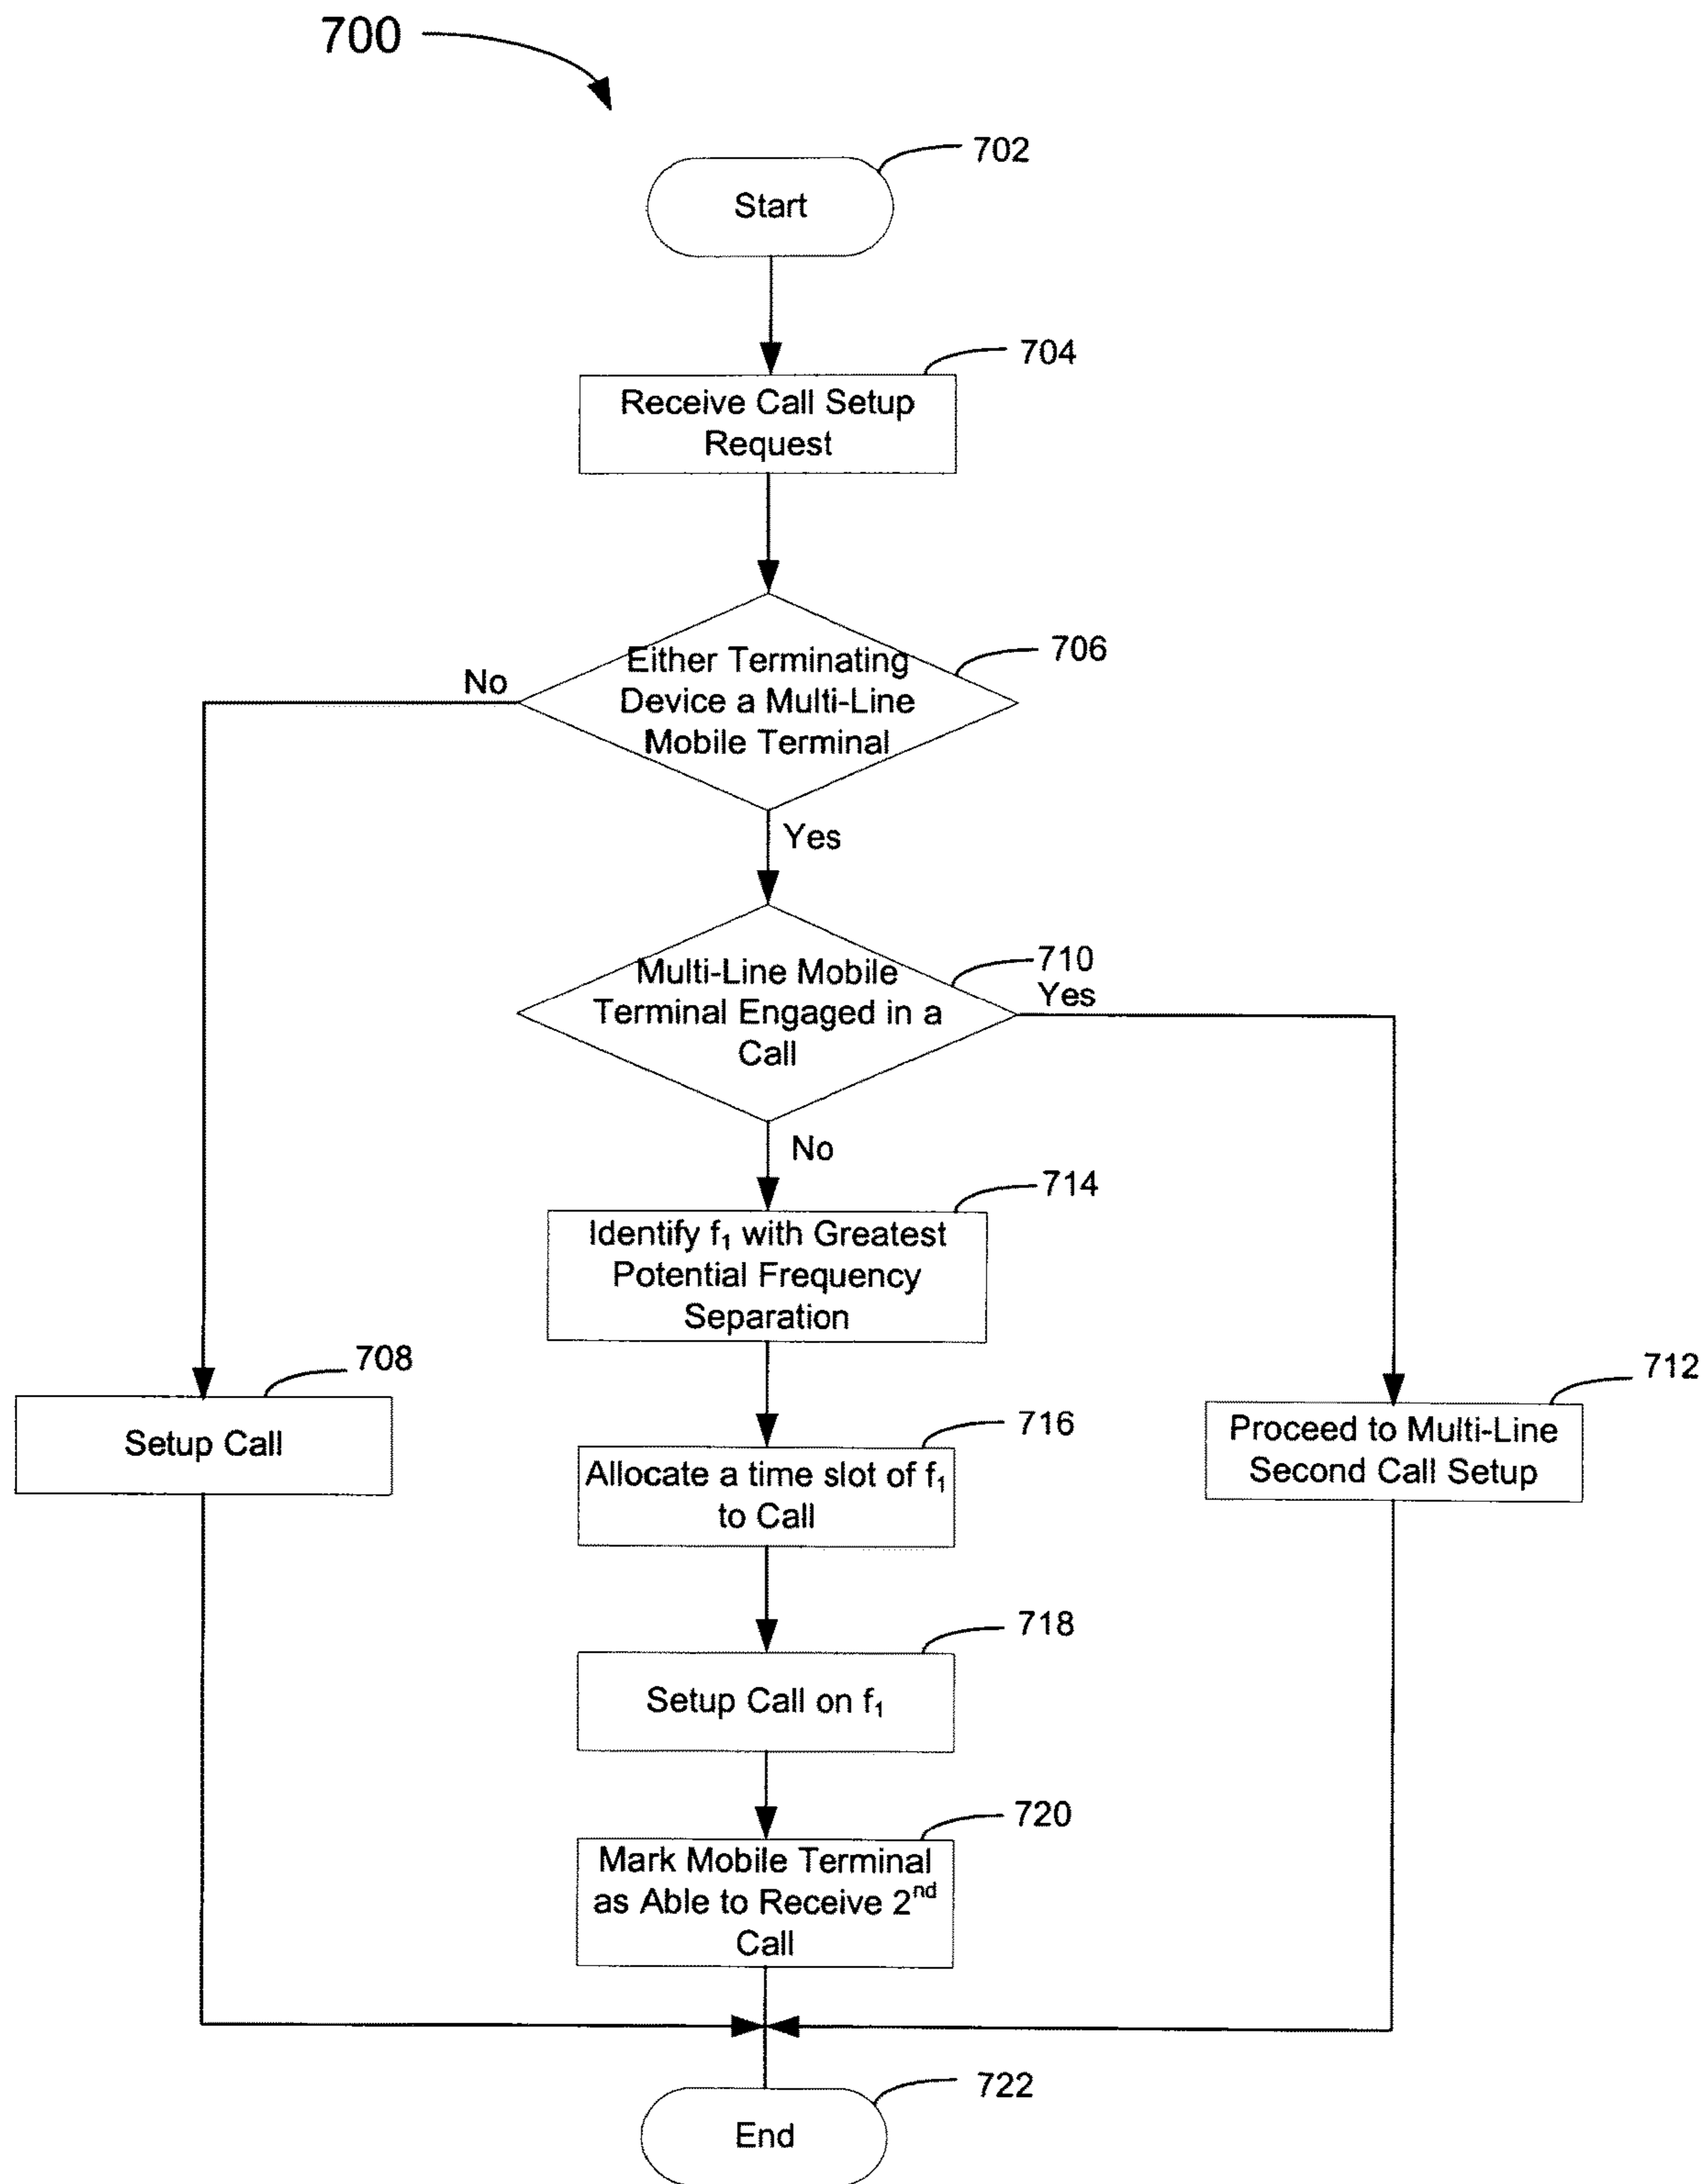 700
702
Start
704
Receive Call Setup
Request
706
Either Terminating
Device a Multi-Line
Mobile Terminal
No
Yes
710
Multi-Line Mobile
Terminal Engaged in a
Call
Yes
No
714
Identify f₁ with Greatest
Potential Frequency
Separation
708
Setup Call
712
Proceed to Multi-Line
Second Call Setup
716
Allocate a time slot of f₁
to Call
718
Setup Call on f₁
720
Mark Mobile Terminal
as Able to Receive 2ⁿᵈ
Call
722
End